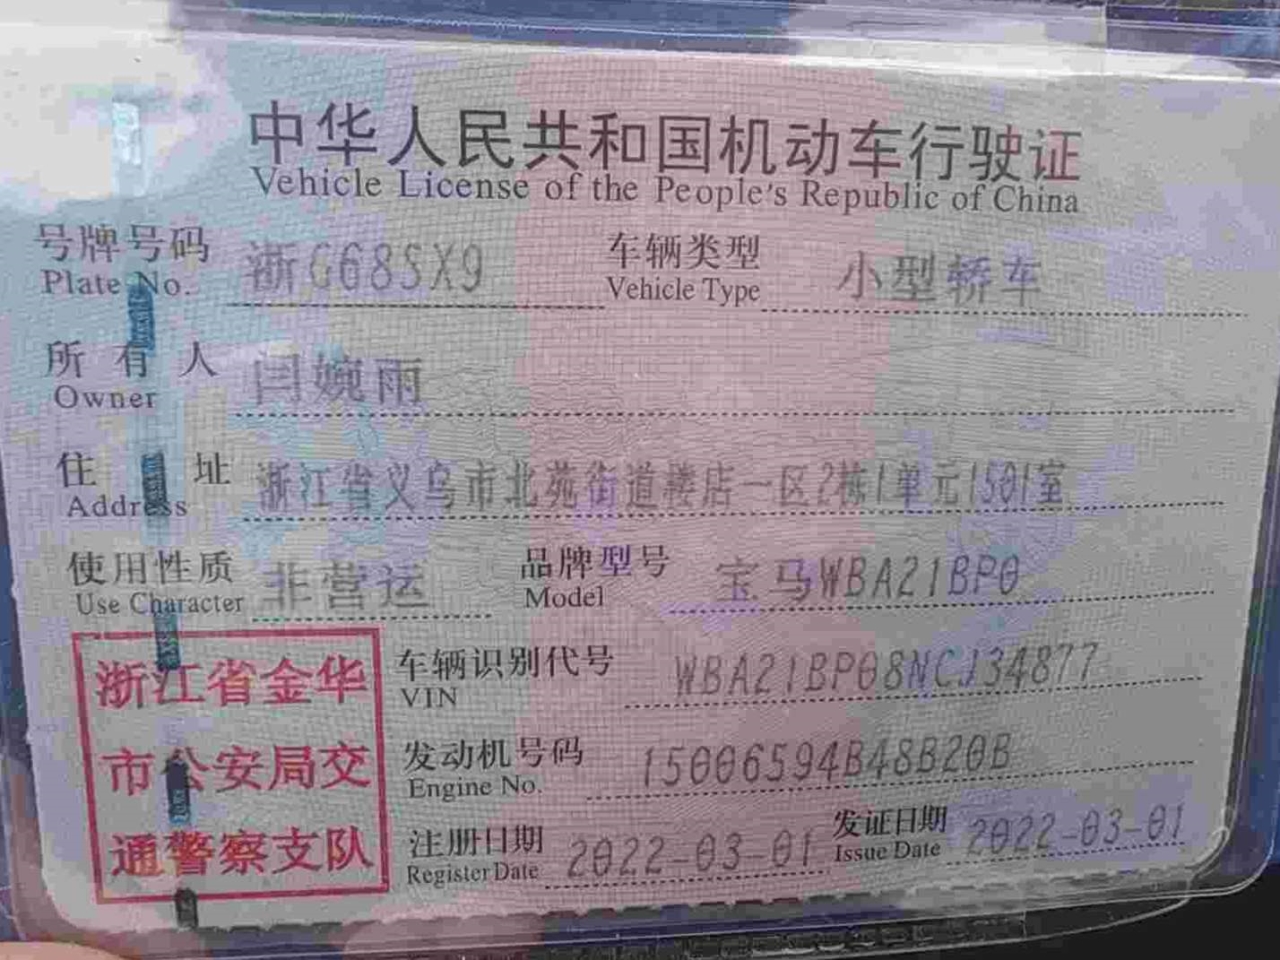 中华人民共和国机动车行驶证
Vehicle License of the People's Republic of China
号牌号码 浙G68SX9 车辆类型 小型轿车
Plate No. Vehicle Type
所有人 闫婉雨
Owner
住址 浙江省义乌市北苑街道楼店一区2栋1单元1501室
Address
使用性质 非营运 品牌型号 宝马WBA21BP0
Use Character Model
浙江省金华
市公安局交
通警察支队
车辆识别代号 WBA21BP08NCJ34877
VIN
发动机号码 15006594B48B20B
Engine No.
注册日期 2022-03-01 发证日期 2022-03-01
Register Date Issue Date